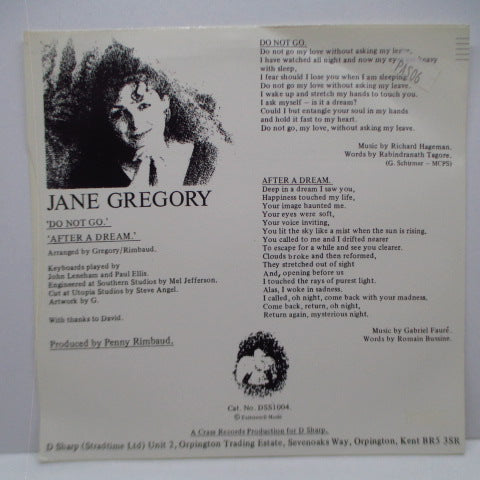 JANE GREGORY
'DO NOT GO.'
'AFTER A DREAM.'
Arranged by Gregory/Rimbaud.
Keyboards played by
John Leneham and Paul Ellis.
Engineered at Southern Studios by Mel Jefferson.
Cut at Utopia Studios by Steve Angel.
Artwork by G.
With thanks to David.
Produced by Penny Rimbaud.
DO NOT GO.
Do not go my love without asking my leave,
I have watched all night and now my eyes are heavy
with sleep,
I fear should I lose you when I am sleeping.
Do not go my love without asking my leave.
I wake up and stretch my hands to touch you.
I ask myself – is it a dream?
Could I but entangle your soul in my hands
and hold it fast to my heart.
Do not go, my love, without asking my leave.
Music by Richard Hageman.
Words by Rabindranath Tagore.
(G. Schirmer – MCPS)
AFTER A DREAM.
Deep in a dream I saw you,
Happiness touched my life,
Your image haunted me.
Your eyes were soft,
Your voice inviting,
You lit the sky like a mist when the sun is rising,
You called to me and I drifted nearer
To escape for a while and see you clearer.
Clouds broke and then reformed,
They stretched out of sight
And, opening before us
I touched the rays of purest light.
Alas, I woke in sadness.
I called, oh night, come back with your madness,
Come back, return, oh night,
Return again, mysterious night.
Music by Gabriel Fauré.
Words by Romain Bussine.
Cat. No. DSS1004.
A Crass Records Production for D Sharp.
D Sharp (Stradtime Ltd) Unit 2, Orpington Trading Estate, Sevenoaks Way, Orpington, Kent BR5 3SR